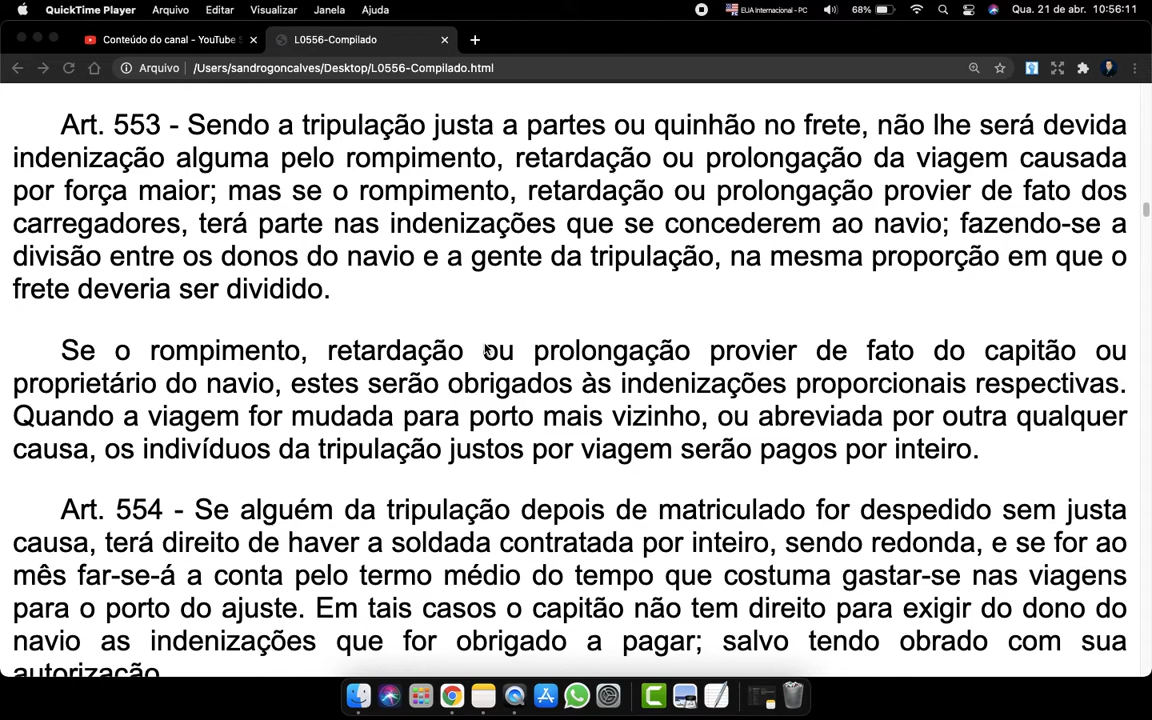 QuickTime Player Arquivo Editar Visualizar Janela Ajuda EUA Internacional - PC 68% Qua. 21 de abr. 10:56:11
Conteúdo do canal - YouTube L0556-Compilado
Arquivo /Users/sandrogoncalves/Desktop/L0556-Compilado.html
Art. 553 - Sendo a tripulação justa a partes ou quinhão no frete, não lhe será devida
indenização alguma pelo rompimento, retardação ou prolongação da viagem causada
por força maior; mas se o rompimento, retardação ou prolongação provier de fato dos
carregadores, terá parte nas indenizações que se concederem ao navio; fazendo-se a
divisão entre os donos do navio e a gente da tripulação, na mesma proporção em que o
frete deveria ser dividido.
Se o rompimento, retardação ou prolongação provier de fato do capitão ou
proprietário do navio, estes serão obrigados às indenizações proporcionais respectivas.
Quando a viagem for mudada para porto mais vizinho, ou abreviada por outra qualquer
causa, os indivíduos da tripulação justos por viagem serão pagos por inteiro.
Art. 554 - Se alguém da tripulação depois de matriculado for despedido sem justa
causa, terá direito de haver a soldada contratada por inteiro, sendo redonda, e se for ao
mês far-se-á a conta pelo termo médio do tempo que costuma gastar-se nas viagens
para o porto do ajuste. Em tais casos o capitão não tem direito para exigir do dono do
navio as indenizações que for obrigado a pagar; salvo tendo obrado com sua
autorização.